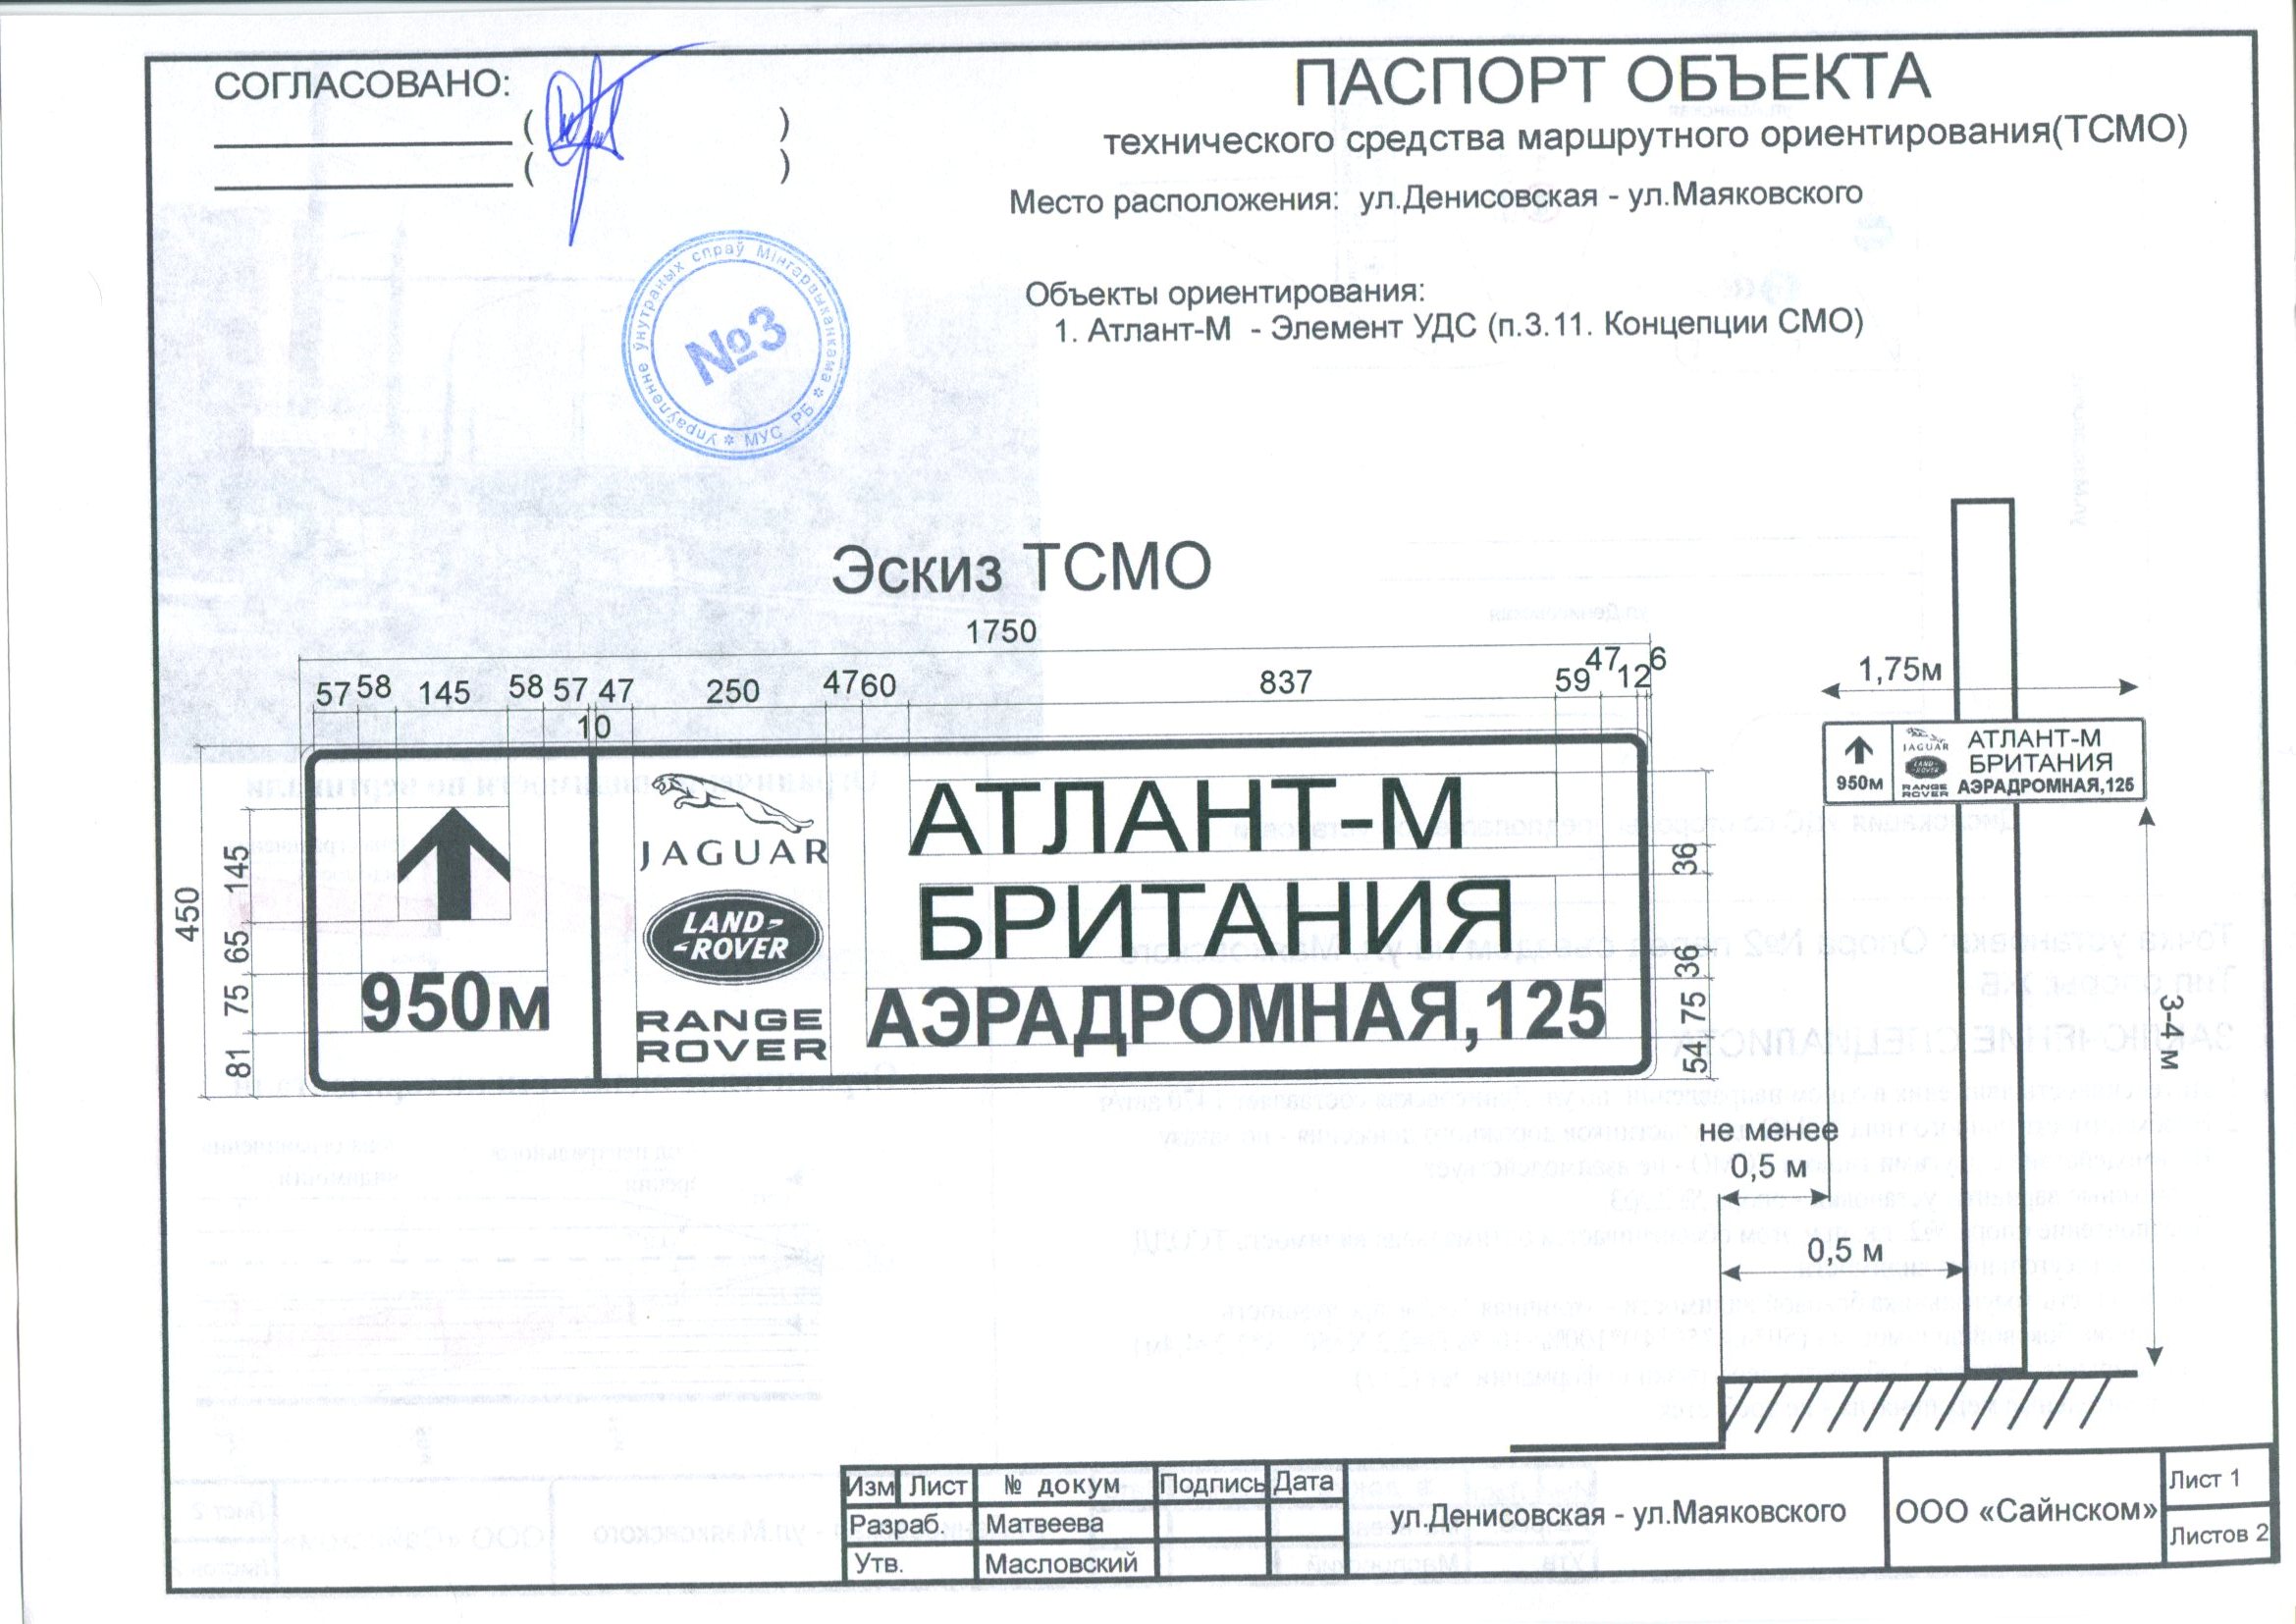 СОГЛАСОВАНО:
ПАСПОРТ ОБЪЕКТА
технического средства маршрутного ориентирования(ТСМО)
Место расположения: ул.Денисовская - ул.Маяковского
Объекты ориентирования:
1. Атлант-М - Элемент УДС (п.3.11. Концепции СМО)
Упраўленне ўнутраных спраў Мінгарвыканкама * МУС РБ *
№3
Эскиз ТСМО
1750
57 58 145 58 57 47 250 47 60 837 59 47 12 6
10
450
145
65
75
81
950м
JAGUAR
LAND-
-ROVER
RANGE
ROVER
АТЛАНТ-М
БРИТАНИЯ
АЭРАДРОМНАЯ,125
36
36
75
54
1,75м
950м
JAGUAR
LAND-
-ROVER
RANGE
ROVER
АТЛАНТ-М
БРИТАНИЯ
АЭРАДРОМНАЯ,125
3-4 м
не менее
0,5 м
0,5 м
Изм Лист № докум Подпись Дата
Разраб. Матвеева
Утв. Масловский
ул.Денисовская - ул.Маяковского
ООО «Сайнском»
Лист 1
Листов 2